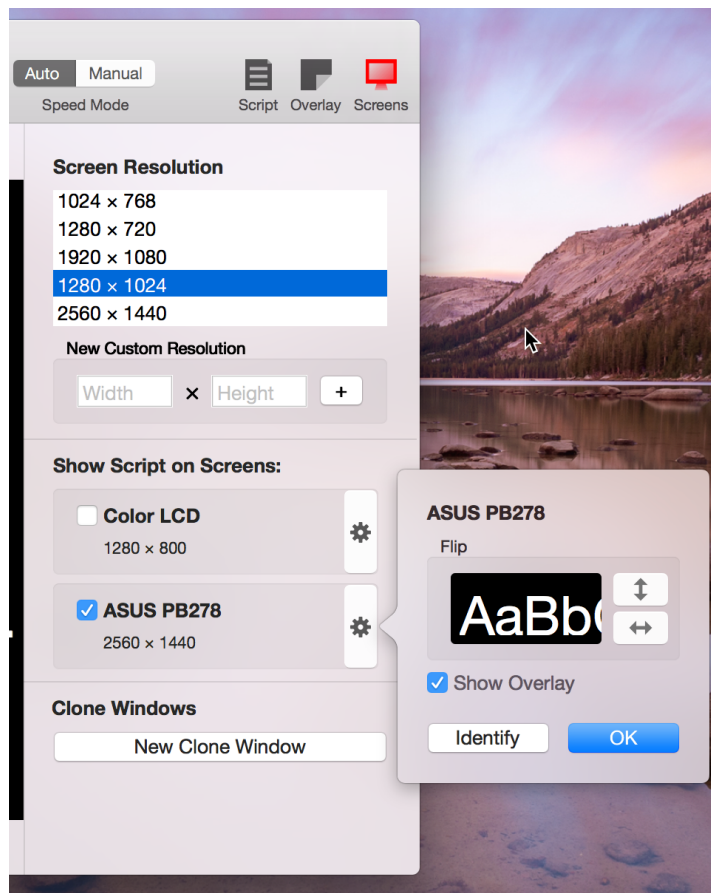 Auto Manual
Speed Mode
Script Overlay Screens
Screen Resolution
1024 × 768
1280 × 720
1920 × 1080
1280 × 1024
2560 × 1440
New Custom Resolution
Width × Height +
Show Script on Screens:
Color LCD
1280 × 800
ASUS PB278
2560 × 1440
Clone Windows
New Clone Window
ASUS PB278
Flip
AaBb
Show Overlay
Identify OK